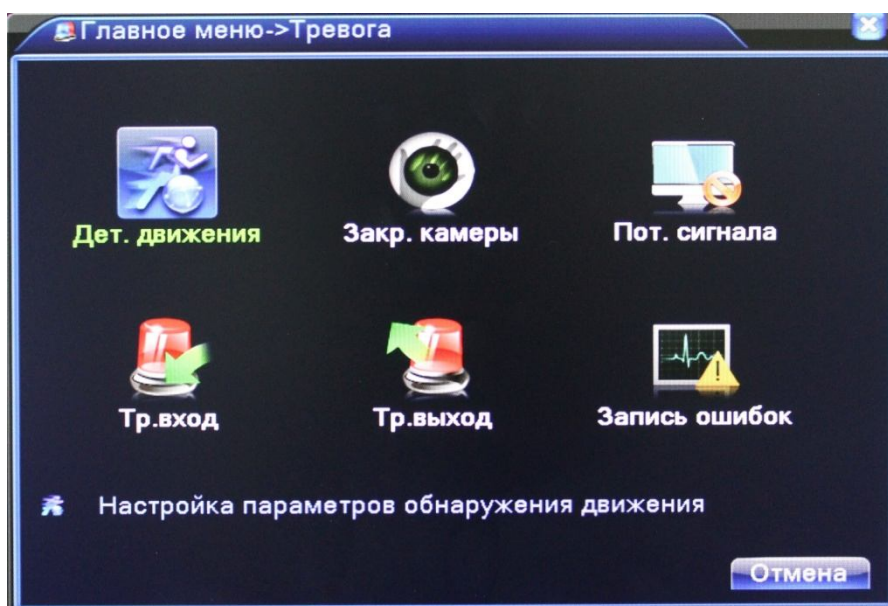 Главное меню->Тревога
Дет. движения
Закр. камеры
Пот. сигнала
Тр.вход
Тр.выход
Запись ошибок
Настройка параметров обнаружения движения
Отмена